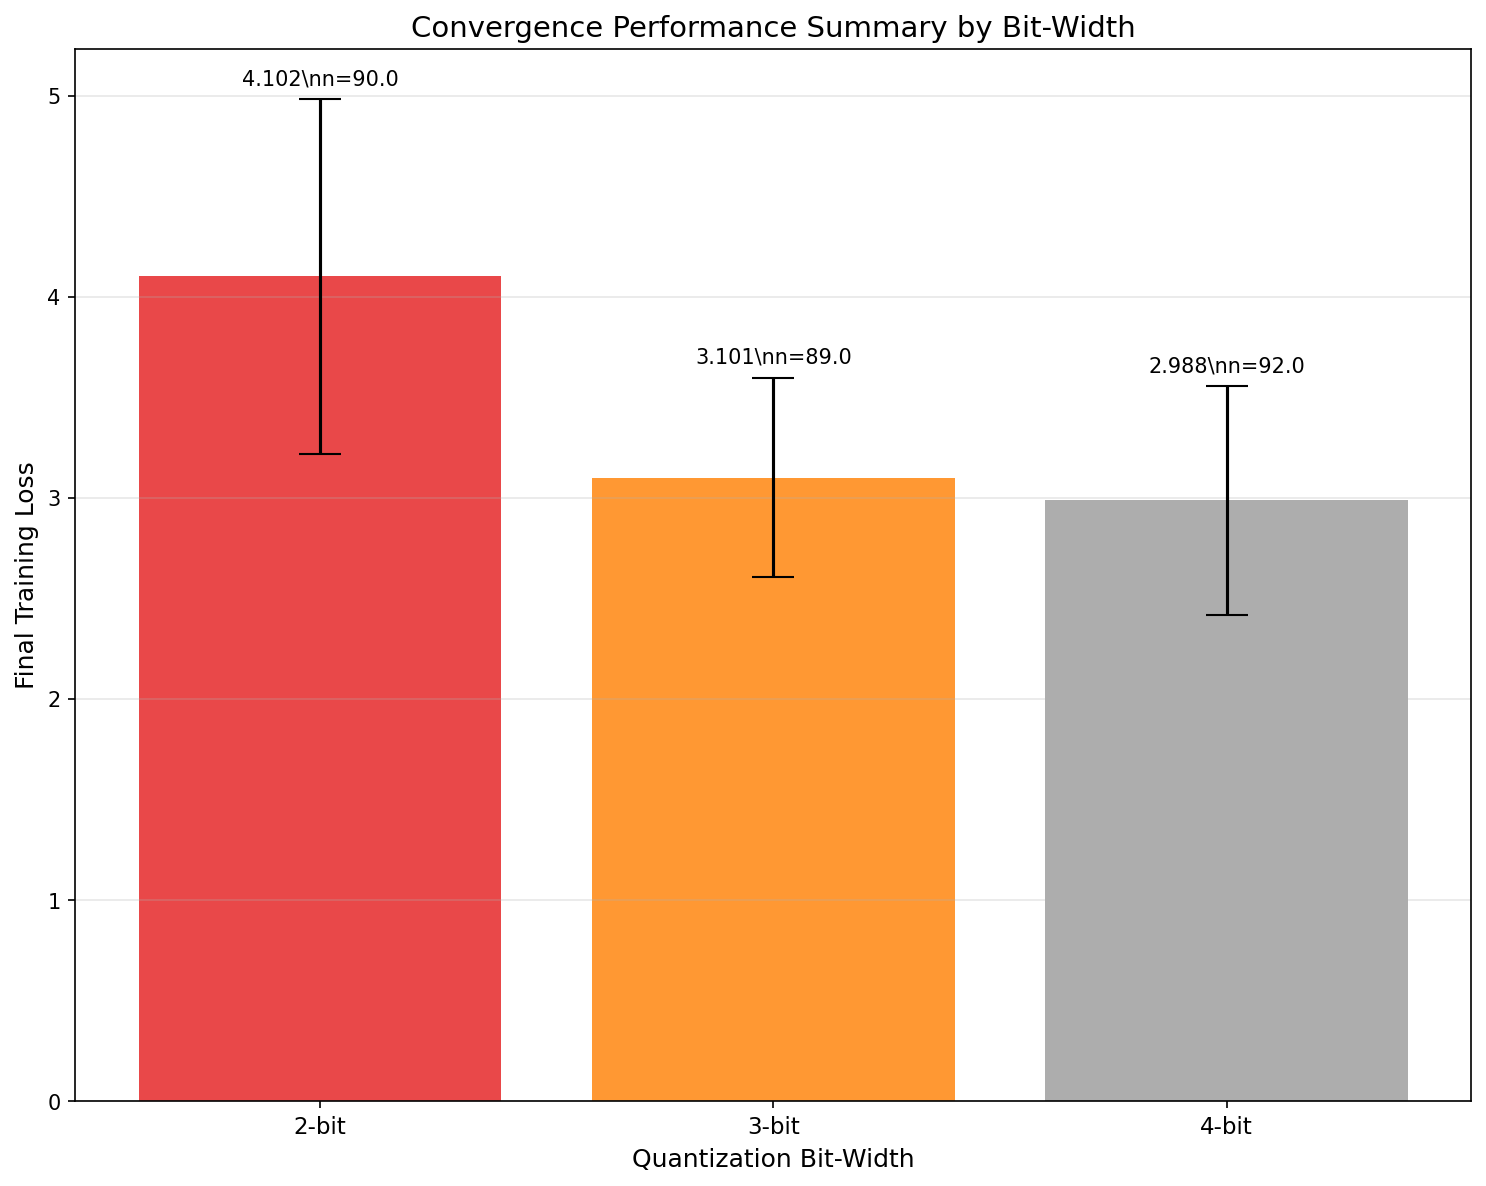 Convergence Performance Summary by Bit-Width
4.102\nn=90.0
3.101\nn=89.0
2.988\nn=92.0
5
4
3
2
1
0
Final Training Loss
2-bit
3-bit
4-bit
Quantization Bit-Width